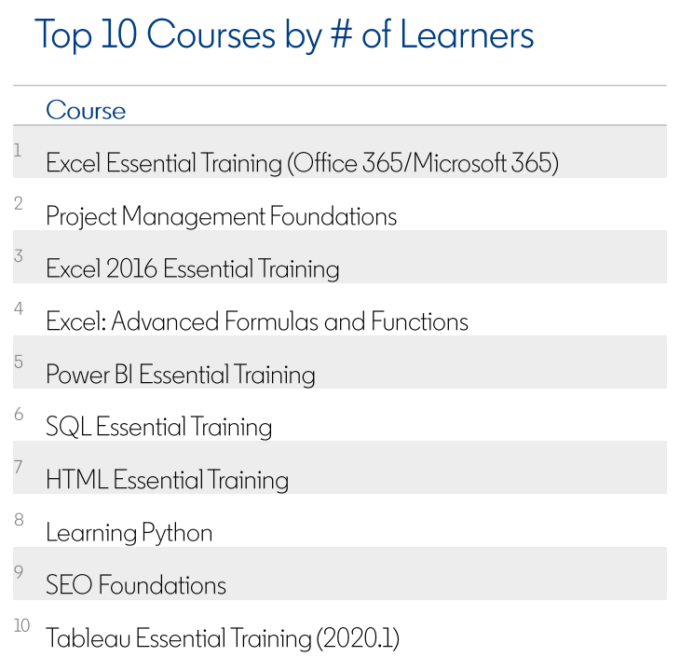 Top 10 Courses by # of Learners
Course
1 Excel Essential Training (Office 365/Microsoft 365)
2 Project Management Foundations
3 Excel 2016 Essential Training
4 Excel: Advanced Formulas and Functions
5 Power BI Essential Training
6 SQL Essential Training
7 HTML Essential Training
8 Learning Python
9 SEO Foundations
10 Tableau Essential Training (2020.1)